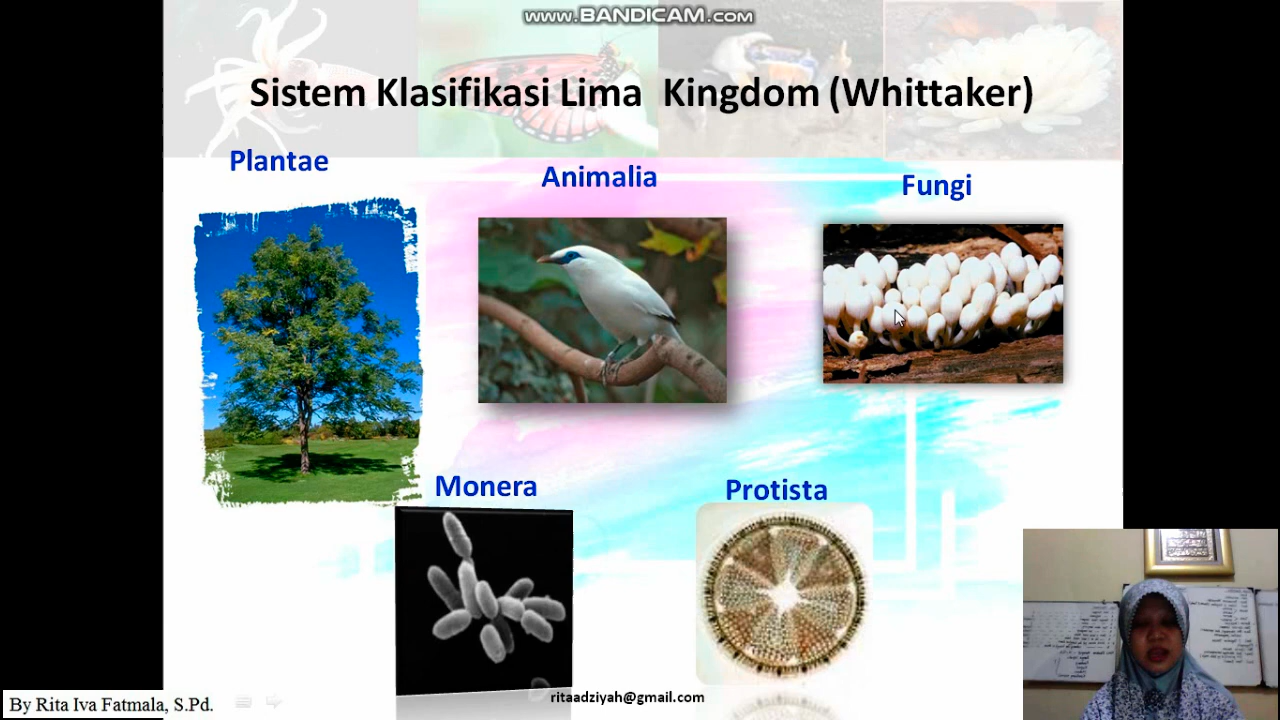 www.BANDICAM.com
Sistem Klasifikasi Lima Kingdom (Whittaker)
Plantae
Animalia
Fungi
Monera
Protista
ritaadziyah@gmail.com
By Rita Iva Fatmala, S.Pd.